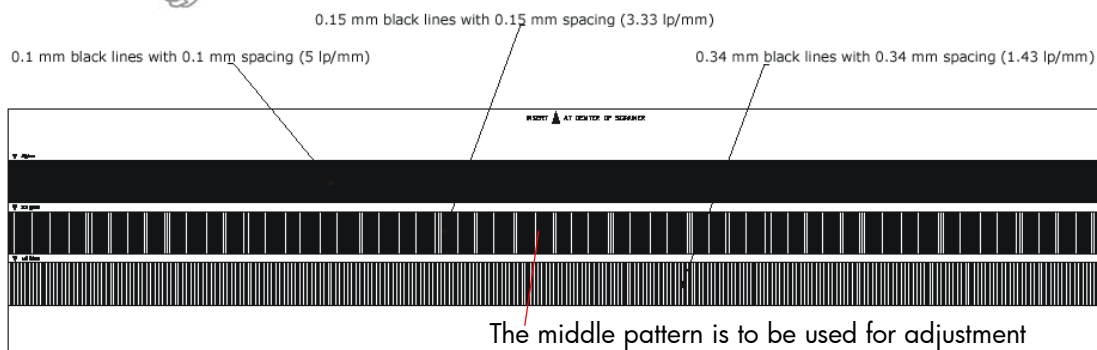 0.15 mm black lines with 0.15 mm spacing (3.33 lp/mm)
0.1 mm black lines with 0.1 mm spacing (5 lp/mm)
0.34 mm black lines with 0.34 mm spacing (1.43 lp/mm)
INSERT AT CENTER OF SCANNER
The middle pattern is to be used for adjustment